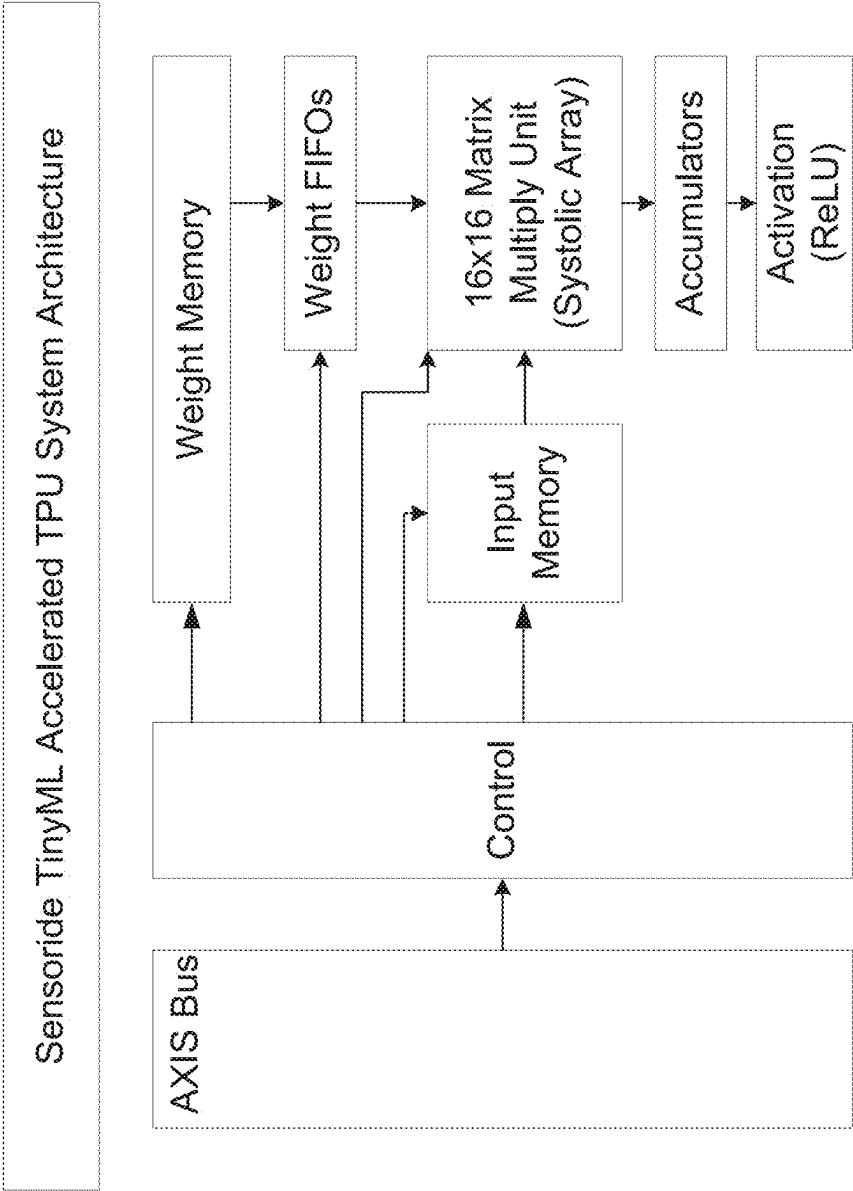 Sensoride TinyML Accelerated TPU System Architecture
AXIS Bus
Control
Weight Memory
Weight FIFOs
Input
Memory
16x16 Matrix
Multiply Unit
(Systolic Array)
Accumulators
Activation
(ReLU)